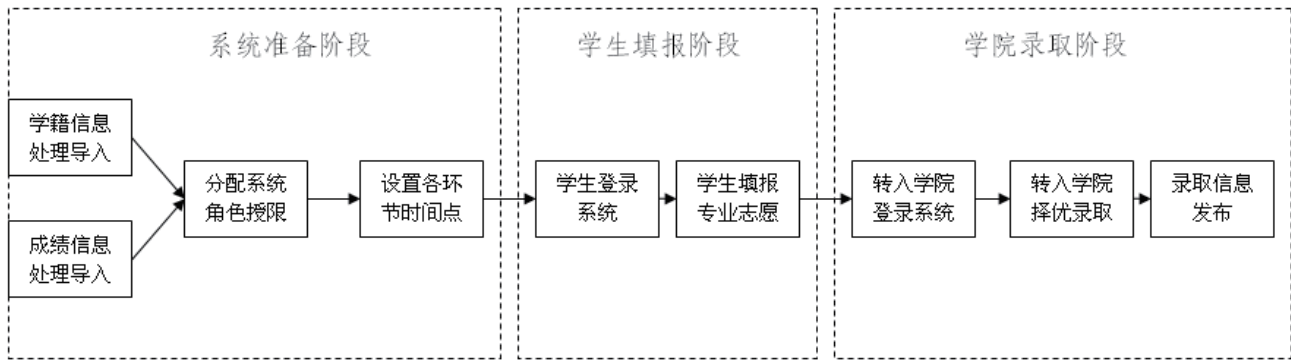 系统准备阶段
学生填报阶段
学院录取阶段
学籍信息
处理导入
成绩信息
处理导入
分配系统
角色授限
设置各环
节时间点
学生登录
系统
学生填报
专业志愿
转入学院
登录系统
转入学院
择优录取
录取信息
发布